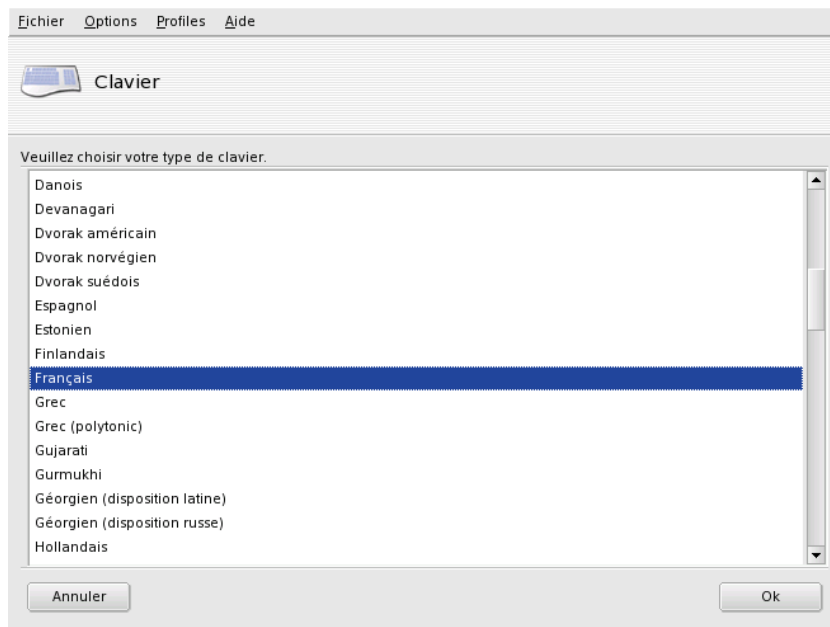 Fichier Options Profiles Aide
Clavier
Veuillez choisir votre type de clavier.
Danois
Devanagari
Dvorak américain
Dvorak norvégien
Dvorak suédois
Espagnol
Estonien
Finlandais
Français
Grec
Grec (polytonic)
Gujarati
Gurmukhi
Géorgien (disposition latine)
Géorgien (disposition russe)
Hollandais
Annuler Ok